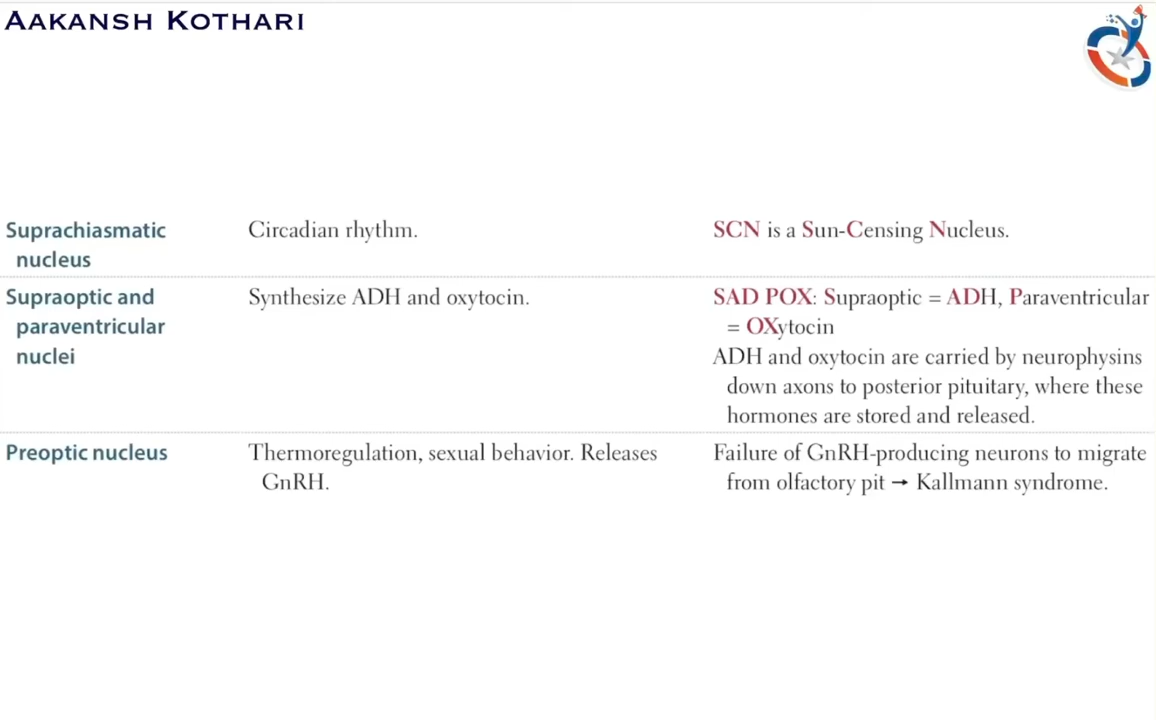 AAKANSH KOTHARI
Suprachiasmatic nucleus
Circadian rhythm.
SCN is a Sun-Censing Nucleus.
Supraoptic and paraventricular nuclei
Synthesize ADH and oxytocin.
SAD POX: Supraoptic = ADH, Paraventricular
= OXytocin
ADH and oxytocin are carried by neurophysins
down axons to posterior pituitary, where these
hormones are stored and released.
Preoptic nucleus
Thermoregulation, sexual behavior. Releases
GnRH.
Failure of GnRH-producing neurons to migrate
from olfactory pit → Kallmann syndrome.